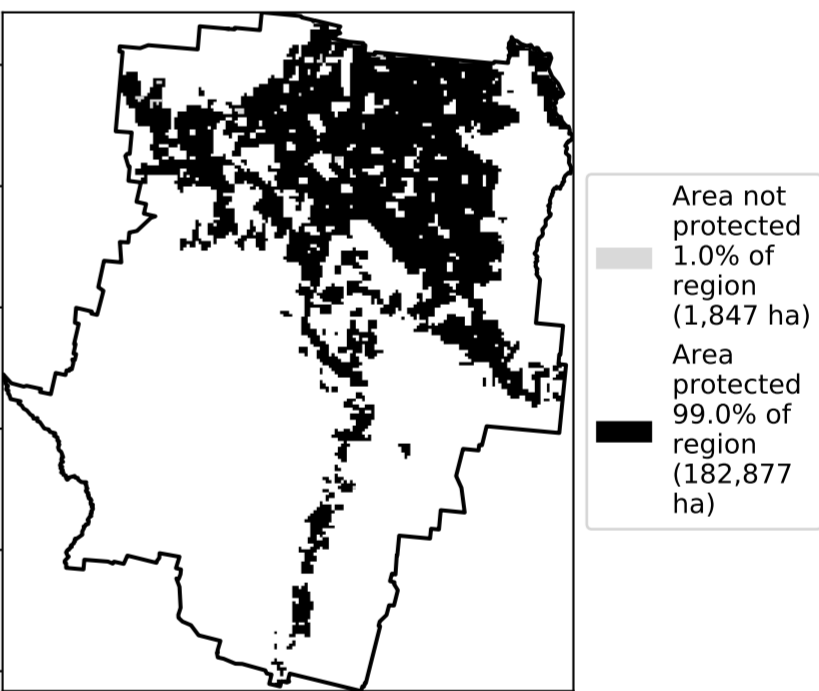 Area not
protected
1.0% of
region
(1,847 ha)
Area
protected
99.0% of
region
(182,877
ha)